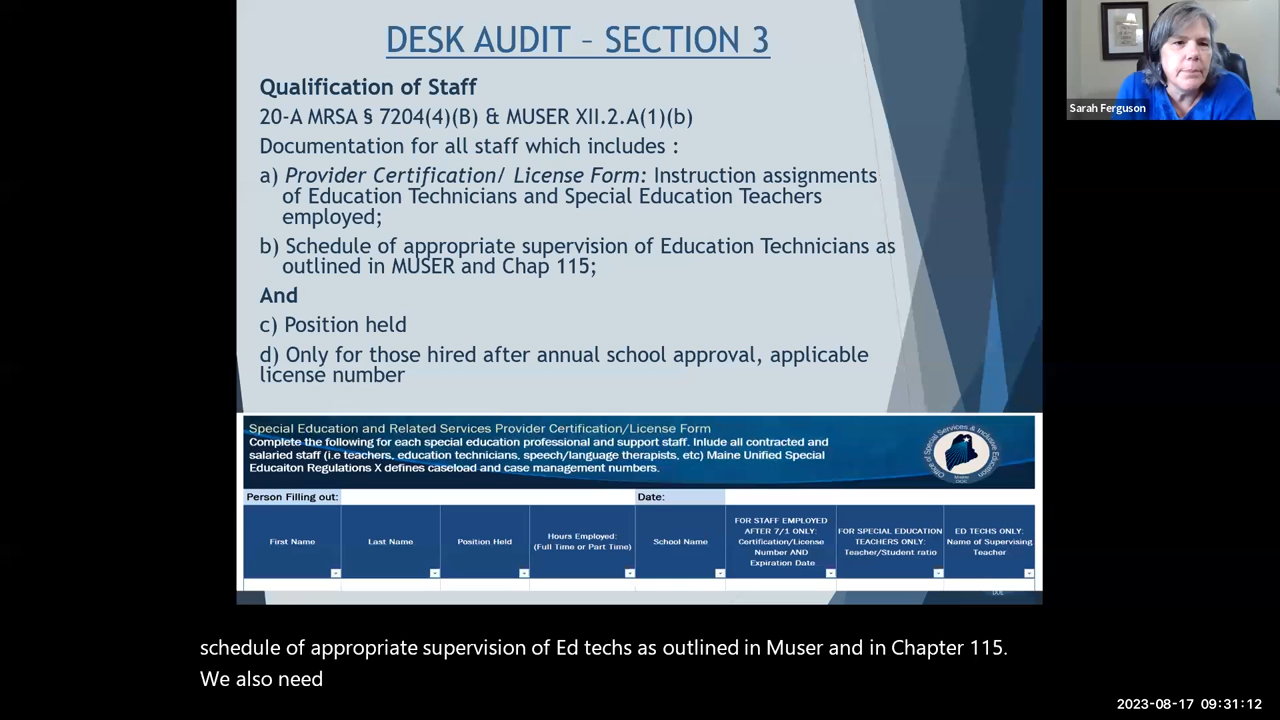 DESK AUDIT – SECTION 3
Qualification of Staff
20-A MRSA § 7204(4)(B) & MUSER XII.2.A(1)(b)
Documentation for all staff which includes :
a) Provider Certification/ License Form: Instruction assignments
of Education Technicians and Special Education Teachers
employed;
b) Schedule of appropriate supervision of Education Technicians as
outlined in MUSER and Chap 115;
And
c) Position held
d) Only for those hired after annual school approval, applicable
license number
Special Education and Related Services Provider Certification/License Form
Complete the following for each special education professional and support staff. Inlude all contracted and
salaried staff (i.e teachers, education technicians, speech/language therapists, etc) Maine Unified Special
Educaiton Regulations X defines caseload and case management numbers.
Office of Special Services & Inclusive Education
Maine
DOE
Person Filling out:
Date:
First Name
Last Name
Position Held
Hours Employed:
(Full Time or Part Time)
School Name
FOR STAFF EMPLOYED
AFTER 7/1 ONLY:
Certification/License
Number AND
Expiration Date
FOR SPECIAL EDUCATION
TEACHERS ONLY:
Teacher/Student ratio
ED TECHS ONLY:
Name of Supervising
Teacher
DOE
Sarah Ferguson
schedule of appropriate supervision of Ed techs as outlined in Muser and in Chapter 115.
We also need
2023-08-17 09:31:12